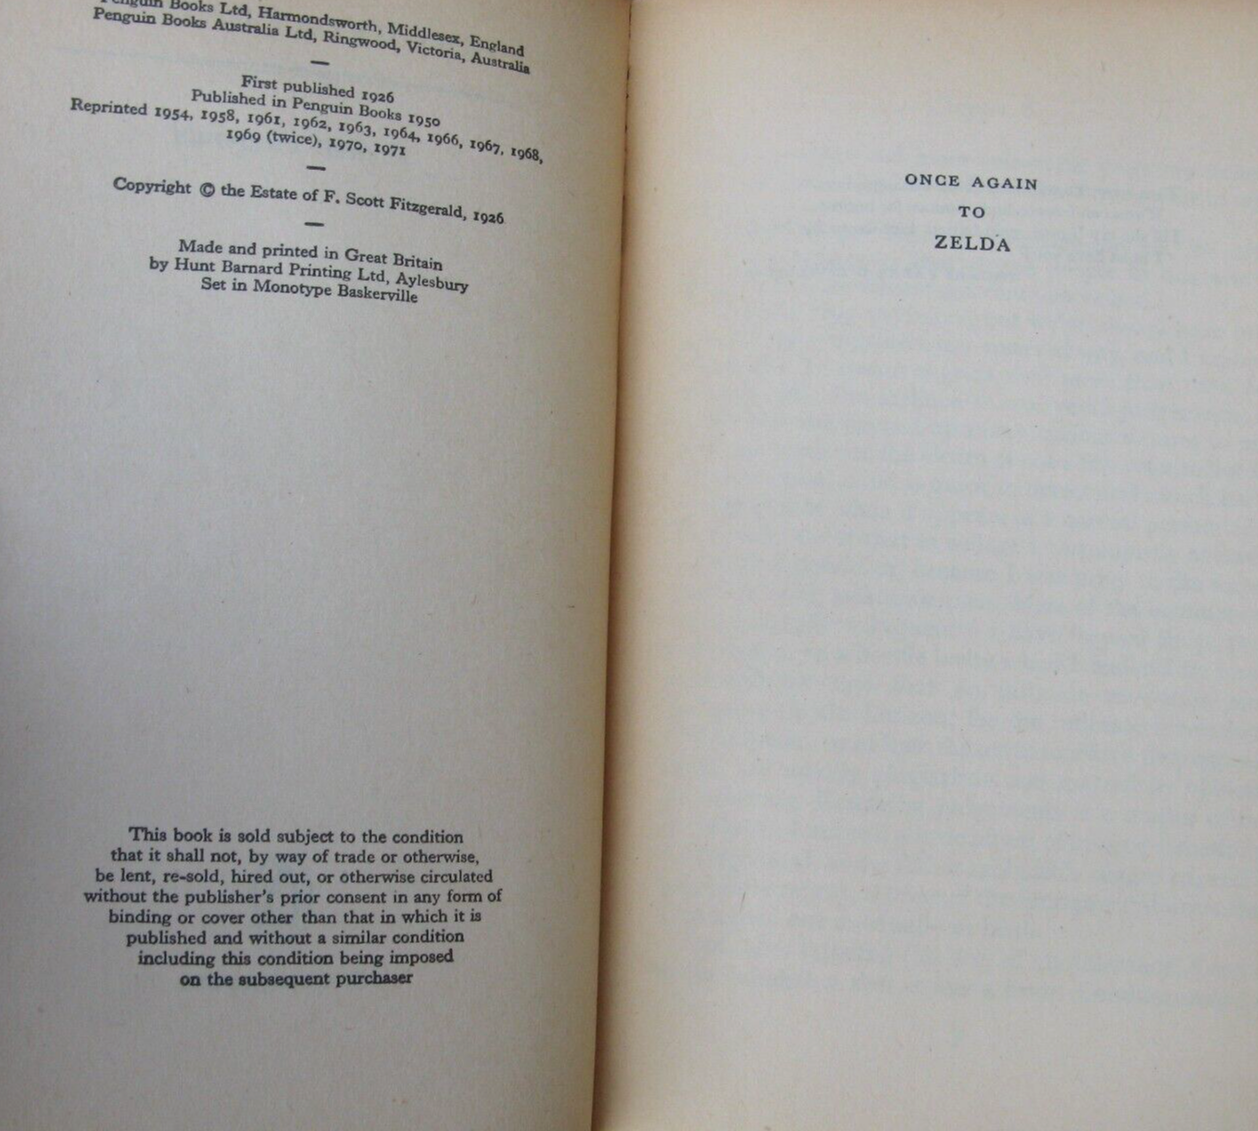 Penguin Books Ltd, Harmondsworth, Middlesex, England
Penguin Books Australia Ltd, Ringwood, Victoria, Australia
—
First published 1926
Published in Penguin Books 1950
Reprinted 1954, 1958, 1961, 1962, 1963, 1964, 1966, 1967, 1968,
1969 (twice), 1970, 1971
—
Copyright © the Estate of F. Scott Fitzgerald, 1926
—
Made and printed in Great Britain
by Hunt Barnard Printing Ltd, Aylesbury
Set in Monotype Baskerville
This book is sold subject to the condition
that it shall not, by way of trade or otherwise,
be lent, re-sold, hired out, or otherwise circulated
without the publisher's prior consent in any form of
binding or cover other than that in which it is
published and without a similar condition
including this condition being imposed
on the subsequent purchaser
ONCE AGAIN
TO
ZELDA